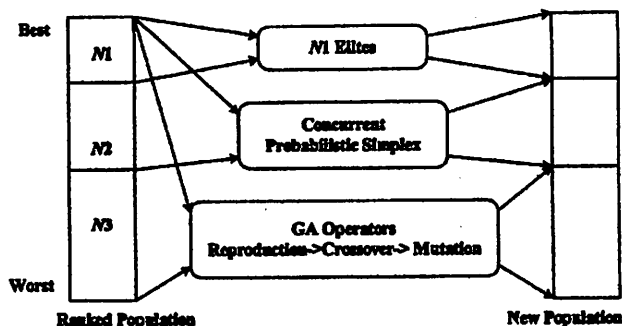 Best
N1
N1 Elites
Concurrent
Probabilistic Simplex
N2
N3
GA Operators
Reproduction->Crossover-> Mutation
Worst
Ranked Population
New Population